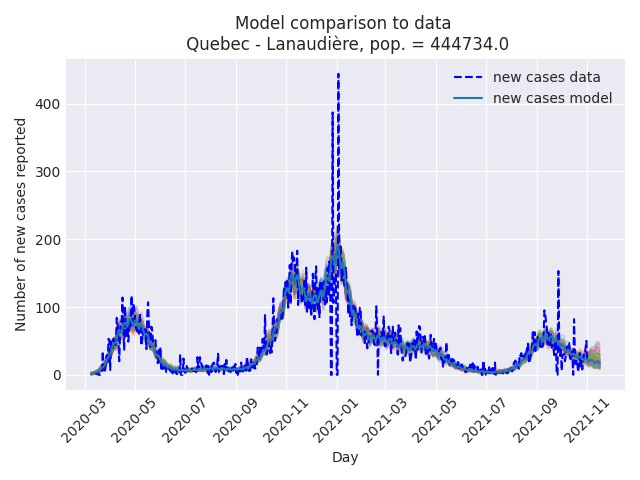 Model comparison to data
Quebec - Lanaudière, pop. = 444734.0
new cases data
new cases model
Number of new cases reported
400
300
200
100
0
2020-03
2020-05
2020-07
2020-09
2020-11
2021-01
2021-03
2021-05
2021-07
2021-09
2021-11
Day